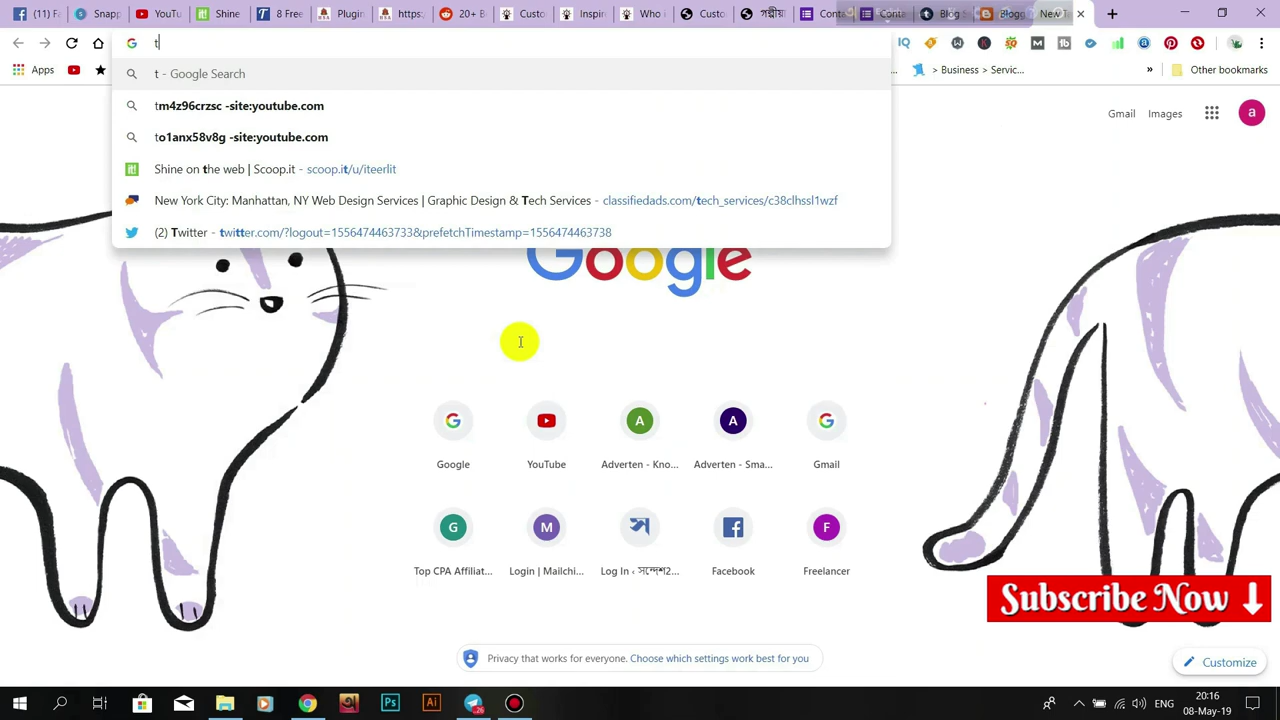 (11) Fa
Snap
YouTu
Shine
8 Free
Plugin
https:
20+ B
Custo
Inspir
Who i
Custo
Conta
Conta
Blog S
Blogg
New Ta
t
Apps
> Business > Servic...
»
Other bookmarks
t - Google Search
tm4z96crzsc -site:youtube.com
to1anx58v8g -site:youtube.com
Shine on the web | Scoop.it - scoop.it/u/iteerlit
New York City: Manhattan, NY Web Design Services | Graphic Design & Tech Services - classifiedads.com/tech_services/c38clhssl1wzf
(2) Twitter - twitter.com/?logout=1556474463733&prefetchTimestamp=1556474463738
Gmail Images a
Google
Google
YouTube
Adverten - Kno...
Adverten - Sma...
Gmail
Top CPA Affiliat...
Login | Mailchi...
Log In ‹ সন্দেশ2...
Facebook
Freelancer
Subscribe Now
Privacy that works for everyone. Choose which settings work best for you
Customize
ENG
20:16
08-May-19